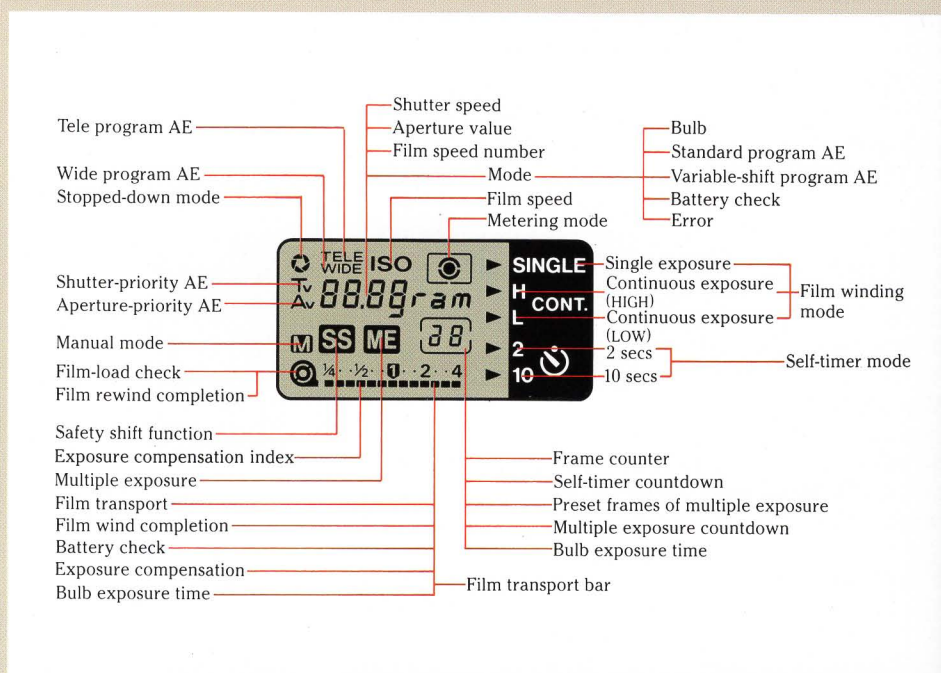 Shutter speed
Tele program AE
Aperture value
Bulb
Film speed number
Standard program AE
Wide program AE
Mode
Variable-shift program AE
Stopped-down mode
Film speed
Battery check
Metering mode
Error
TELE
WIDE
ISO
SINGLE
Single exposure
Shutter-priority AE
Tv
88.88ram
H
CONT.
Continuous exposure
(HIGH)
Film winding
mode
Aperture-priority AE
Av
L
Continuous exposure
(LOW)
Manual mode
M
SS
ME
28
2
2 secs
Self-timer mode
Film-load check
¼ · · ½ · · 0 · · 2 · · 4
10
10 secs
Film rewind completion
Safety shift function
Exposure compensation index
Frame counter
Multiple exposure
Self-timer countdown
Film transport
Preset frames of multiple exposure
Film wind completion
Multiple exposure countdown
Battery check
Bulb exposure time
Exposure compensation
Film transport bar
Bulb exposure time